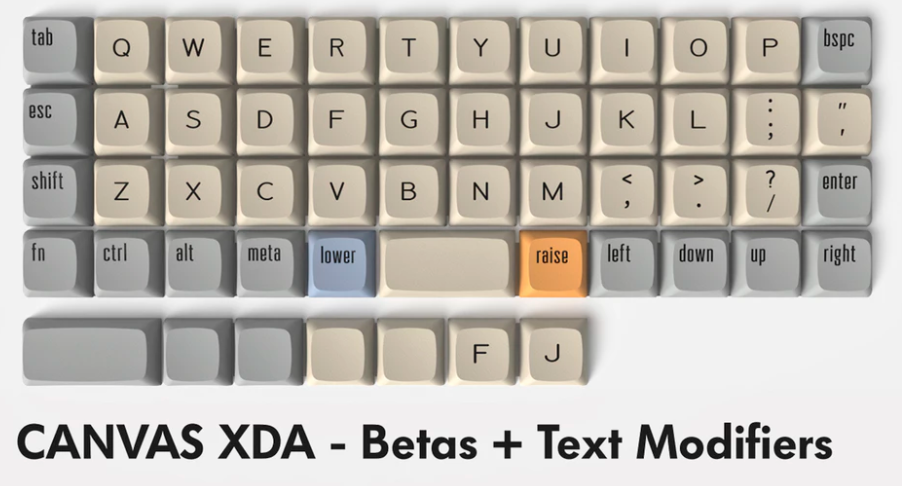 tab Q W E R T Y U I O P bspc
esc A S D F G H J K L : ; " '
shift Z X C V B N M < , > . ? / enter
fn ctrl alt meta lower raise left down up right
F J
CANVAS XDA - Betas + Text Modifiers